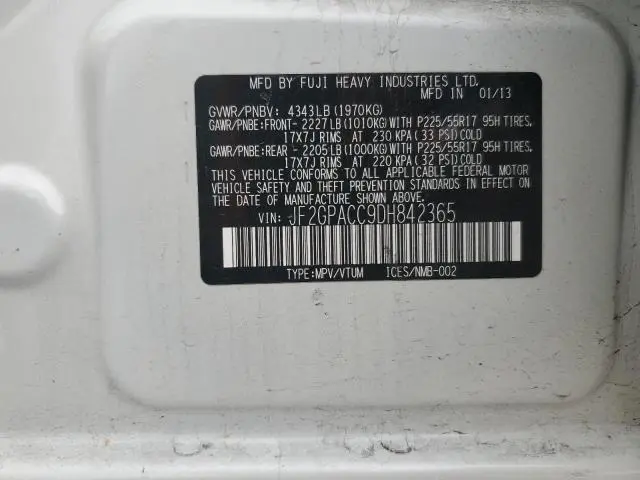 MFD BY FUJI HEAVY INDUSTRIES LTD.
MFD IN 01/13
GVWR/PNBV: 4343LB (1970KG)
GAWR/PNBE:FRONT- 2227LB (1010KG) WITH P225/55R17 95H TIRES,
17X7J RIMS AT 230 KPA (33 PSI) COLD
GAWR/PNBE:REAR - 2205LB (1000KG) WITH P225/55R17 95H TIRES,
17X7J RIMS AT 220 KPA (32 PSI) COLD
THIS VEHICLE CONFORMS TO ALL APPLICABLE FEDERAL MOTOR
VEHICLE SAFETY AND THEFT PREVENTION STANDARDS IN EFFECT ON
THE DATE OF MANUFACTURE SHOWN ABOVE.
VIN: JF2GPACC9DH842365
TYPE:MPV/VTUM ICES/NMB-002